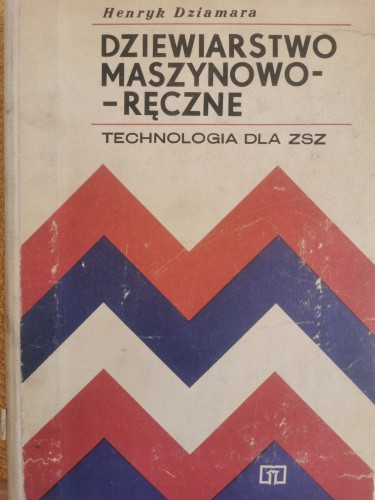 Henryk Dziamara
DZIEWIARSTWO
MASZYNOWO-
-RĘCZNE
TECHNOLOGIA DLA ZSZ